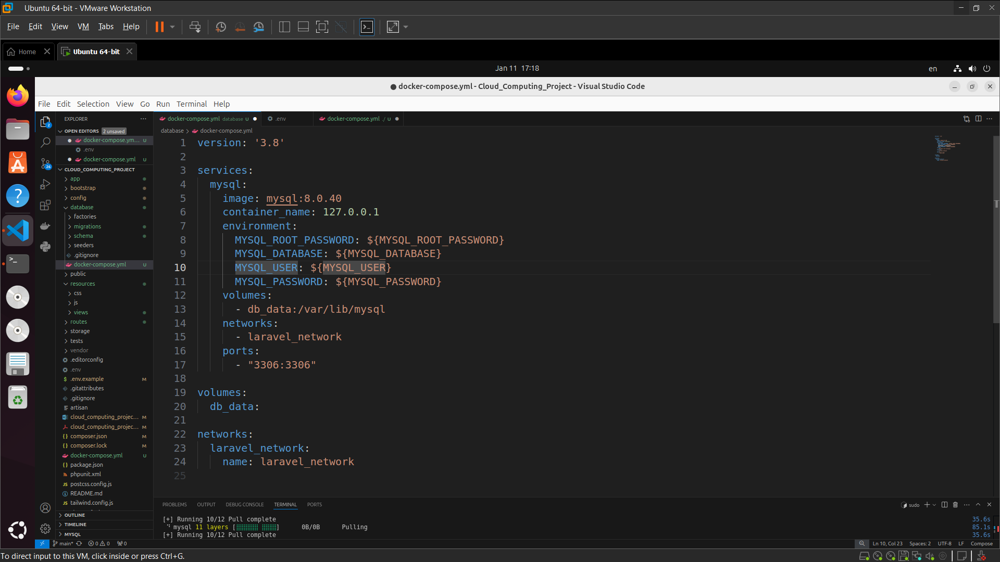 Ubuntu 64-bit - VMware Workstation
File Edit View VM Tabs Help
Home
Ubuntu 64-bit
Jan 11 17:18
en
● docker-compose.yml - Cloud_Computing_Project - Visual Studio Code
File Edit Selection View Go Run Terminal Help
EXPLORER
docker-compose.yml database U
.env
docker-compose.yml ./ U
OPEN EDITORS 2 unsaved
database > docker-compose.yml
docker-compose.ym... U
.env
docker-compose.yml U
CLOUD_COMPUTING_PROJECT
app
bootstrap
config
database
factories
migrations
schema
seeders
.gitignore
docker-compose.yml U
public
resources
css
js
views
routes
storage
tests
vendor
.editorconfig
.env
.env.example M
.gitattributes
.gitignore
artisan
cloud_computing_projec... M
cloud_computing_projec... M
composer.json M
composer.lock M
docker-compose.yml U
package.json
phpunit.xml
postcss.config.js
README.md
tailwind.config.js
OUTLINE
TIMELINE
MYSQL
2
26
1 version: '3.8'
2
3 services:
4 mysql:
5 image: mysql:8.0.40
6 container_name: 127.0.0.1
7 environment:
8 MYSQL_ROOT_PASSWORD: ${MYSQL_ROOT_PASSWORD}
9 MYSQL_DATABASE: ${MYSQL_DATABASE}
10 MYSQL_USER: ${MYSQL_USER}
11 MYSQL_PASSWORD: ${MYSQL_PASSWORD}
12 volumes:
13 - db_data:/var/lib/mysql
14 networks:
15 - laravel_network
16 ports:
17 - "3306:3306"
18
19 volumes:
20 db_data:
21
22 networks:
23 laravel_network:
24 name: laravel_network
25
PROBLEMS OUTPUT DEBUG CONSOLE TERMINAL PORTS
sudo
[+] Running 10/12 Pull complete 35.6s
mysql 11 layers [⣿⣿⣿⣿⣿⣿ ⣿⣿⣿⣿] 0B/0B Pulling 85.1s
[+] Running 10/12 Pull complete 35.6s
main* 0 0 0
Ln 10, Col 23 Spaces: 2 UTF-8 LF Compose
To direct input to this VM, click inside or press Ctrl+G.